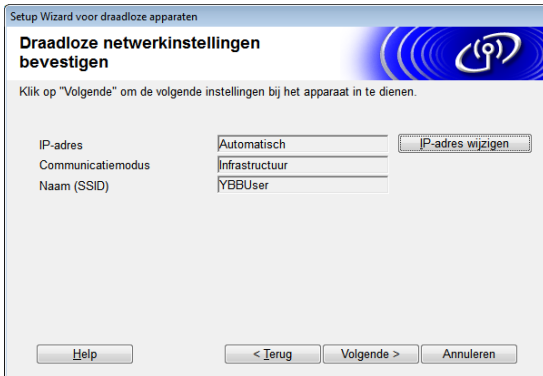 Setup Wizard voor draadloze apparaten
Draadloze netwerkinstellingen
bevestigen
Klik op "Volgende" om de volgende instellingen bij het apparaat in te dienen.
IP-adres Automatisch IP-adres wijzigen
Communicatiemodus Infrastructuur
Naam (SSID) YBBUser
Help < Terug Volgende > Annuleren